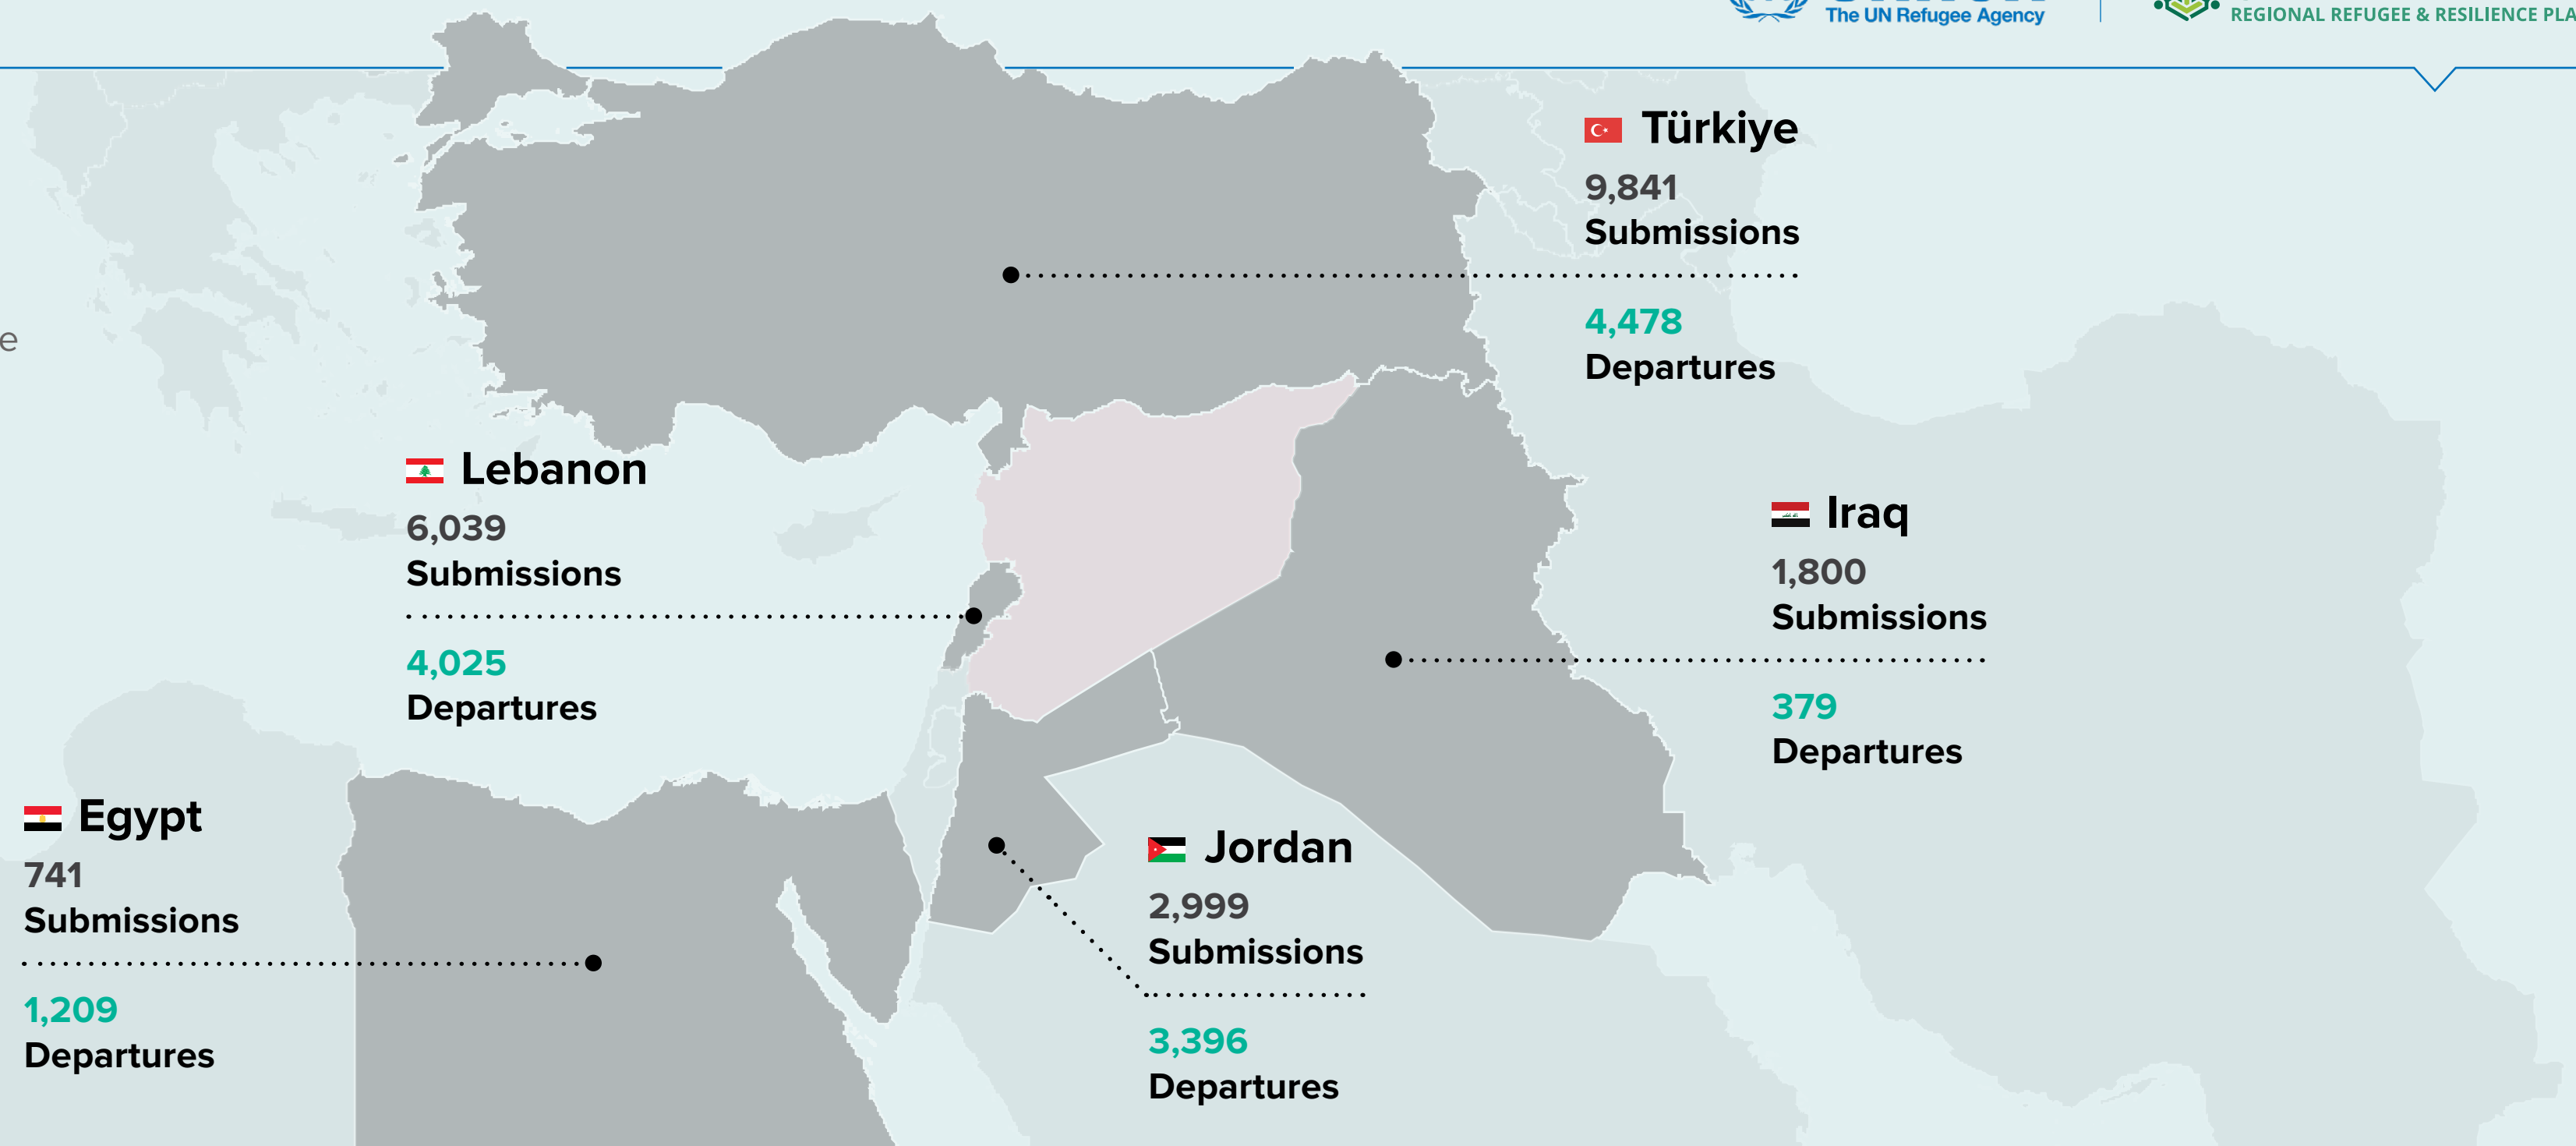 The UN Refugee Agency
REGIONAL REFUGEE & RESILIENCE PLA
Türkiye
9,841
Submissions
4,478
Departures
e
Lebanon
6,039
Submissions
4,025
Departures
Iraq
1,800
Submissions
379
Departures
Egypt
741
Submissions
1,209
Departures
Jordan
2,999
Submissions
3,396
Departures